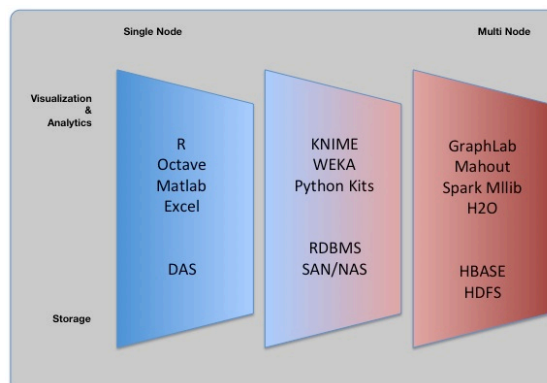 Single Node
Multi Node
Visualization
&
Analytics
R
Octave
Matlab
Excel
DAS
KNIME
WEKA
Python Kits
RDBMS
SAN/NAS
GraphLab
Mahout
Spark Mllib
H2O
HBASE
HDFS
Storage